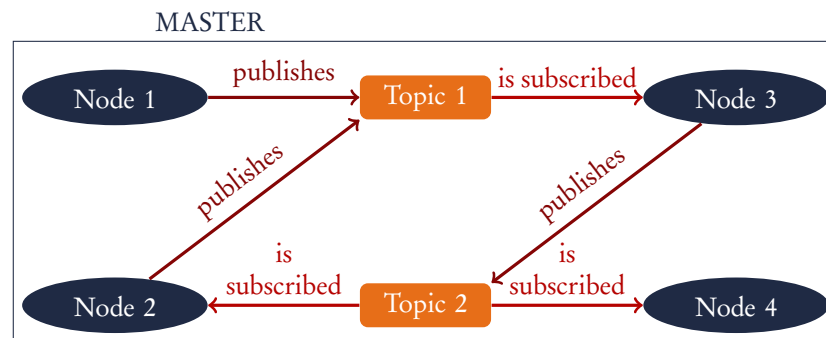 MASTER
publishes
is subscribed
Node 1
Topic 1
Node 3
publishes
publishes
is
subscribed
is
subscribed
Node 2
Topic 2
Node 4